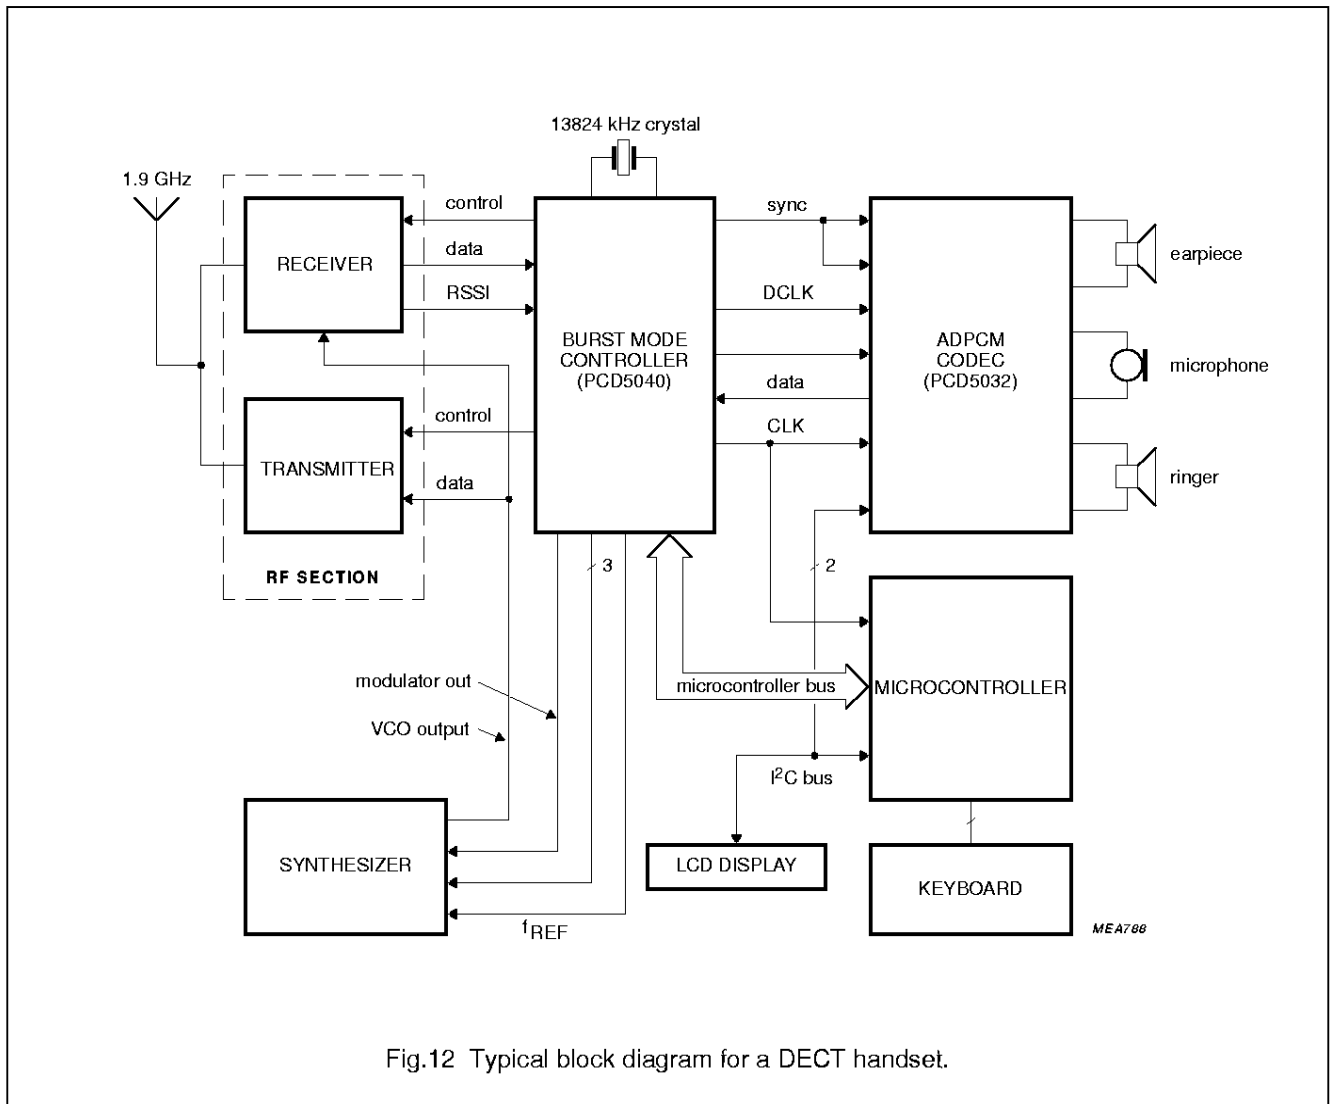 13824 kHz crystal
1.9 GHz
control
sync
RECEIVER
data
earpiece
RSSI
DCLK
BURST MODE
CONTROLLER
(PCD5040)
ADPCM
CODEC
(PCD5032)
data
microphone
control
CLK
TRANSMITTER
data
ringer
RF SECTION
3
2
modulator out
microcontroller bus
MICROCONTROLLER
VCO output
I²C bus
SYNTHESIZER
LCD DISPLAY
KEYBOARD
fREF
MEA788
Fig.12 Typical block diagram for a DECT handset.